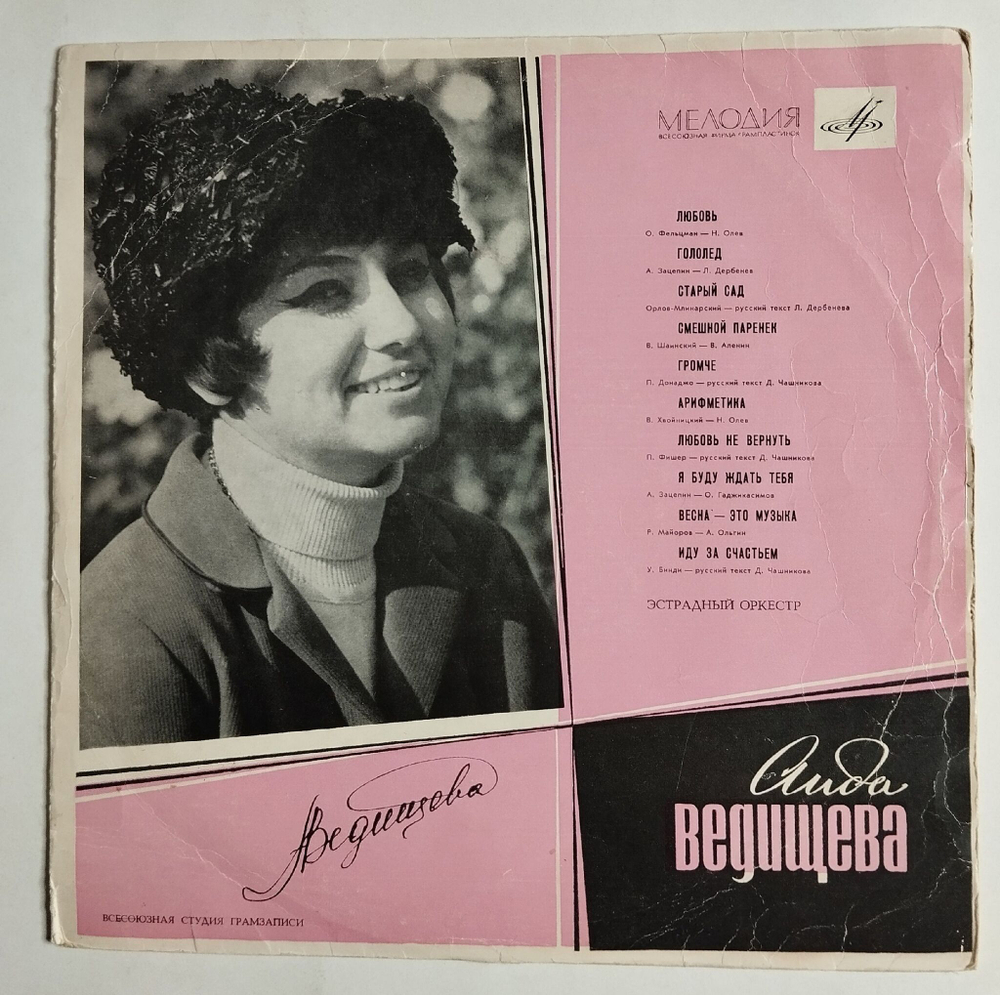 МЕЛОДИЯ
ВСЕСОЮЗНАЯ ФИРМА ГРАМПЛАСТИНОК
ЛЮБОВЬ
О. Фельцман — Н. Олев
ГОЛОЛЕД
А. Зацепин — Л. Дербенев
СТАРЫЙ САД
Орлов-Млинарский — русский текст Л. Дербенева
СМЕШНОЙ ПАРЕНЕК
В. Шаинский — В. Аленин
ГРОМЧЕ
П. Донаджо — русский текст Д. Чашникова
АРИФМЕТИКА
В. Хвойницкий — Н. Олев
ЛЮБОВЬ НЕ ВЕРНУТЬ
П. Фишер — русский текст Д. Чашникова
Я БУДУ ЖДАТЬ ТЕБЯ
А. Зацепин — О. Гаджикасимов
ВЕСНА — ЭТО МУЗЫКА
Р. Майоров — А. Ольгин
ИДУ ЗА СЧАСТЬЕМ
У. Бинди — русский текст Д. Чашникова
ЭСТРАДНЫЙ ОРКЕСТР
Аида
ВЕДИЩЕВА
АВедищева
ВСЕСОЮЗНАЯ СТУДИЯ ГРАМЗАПИСИ